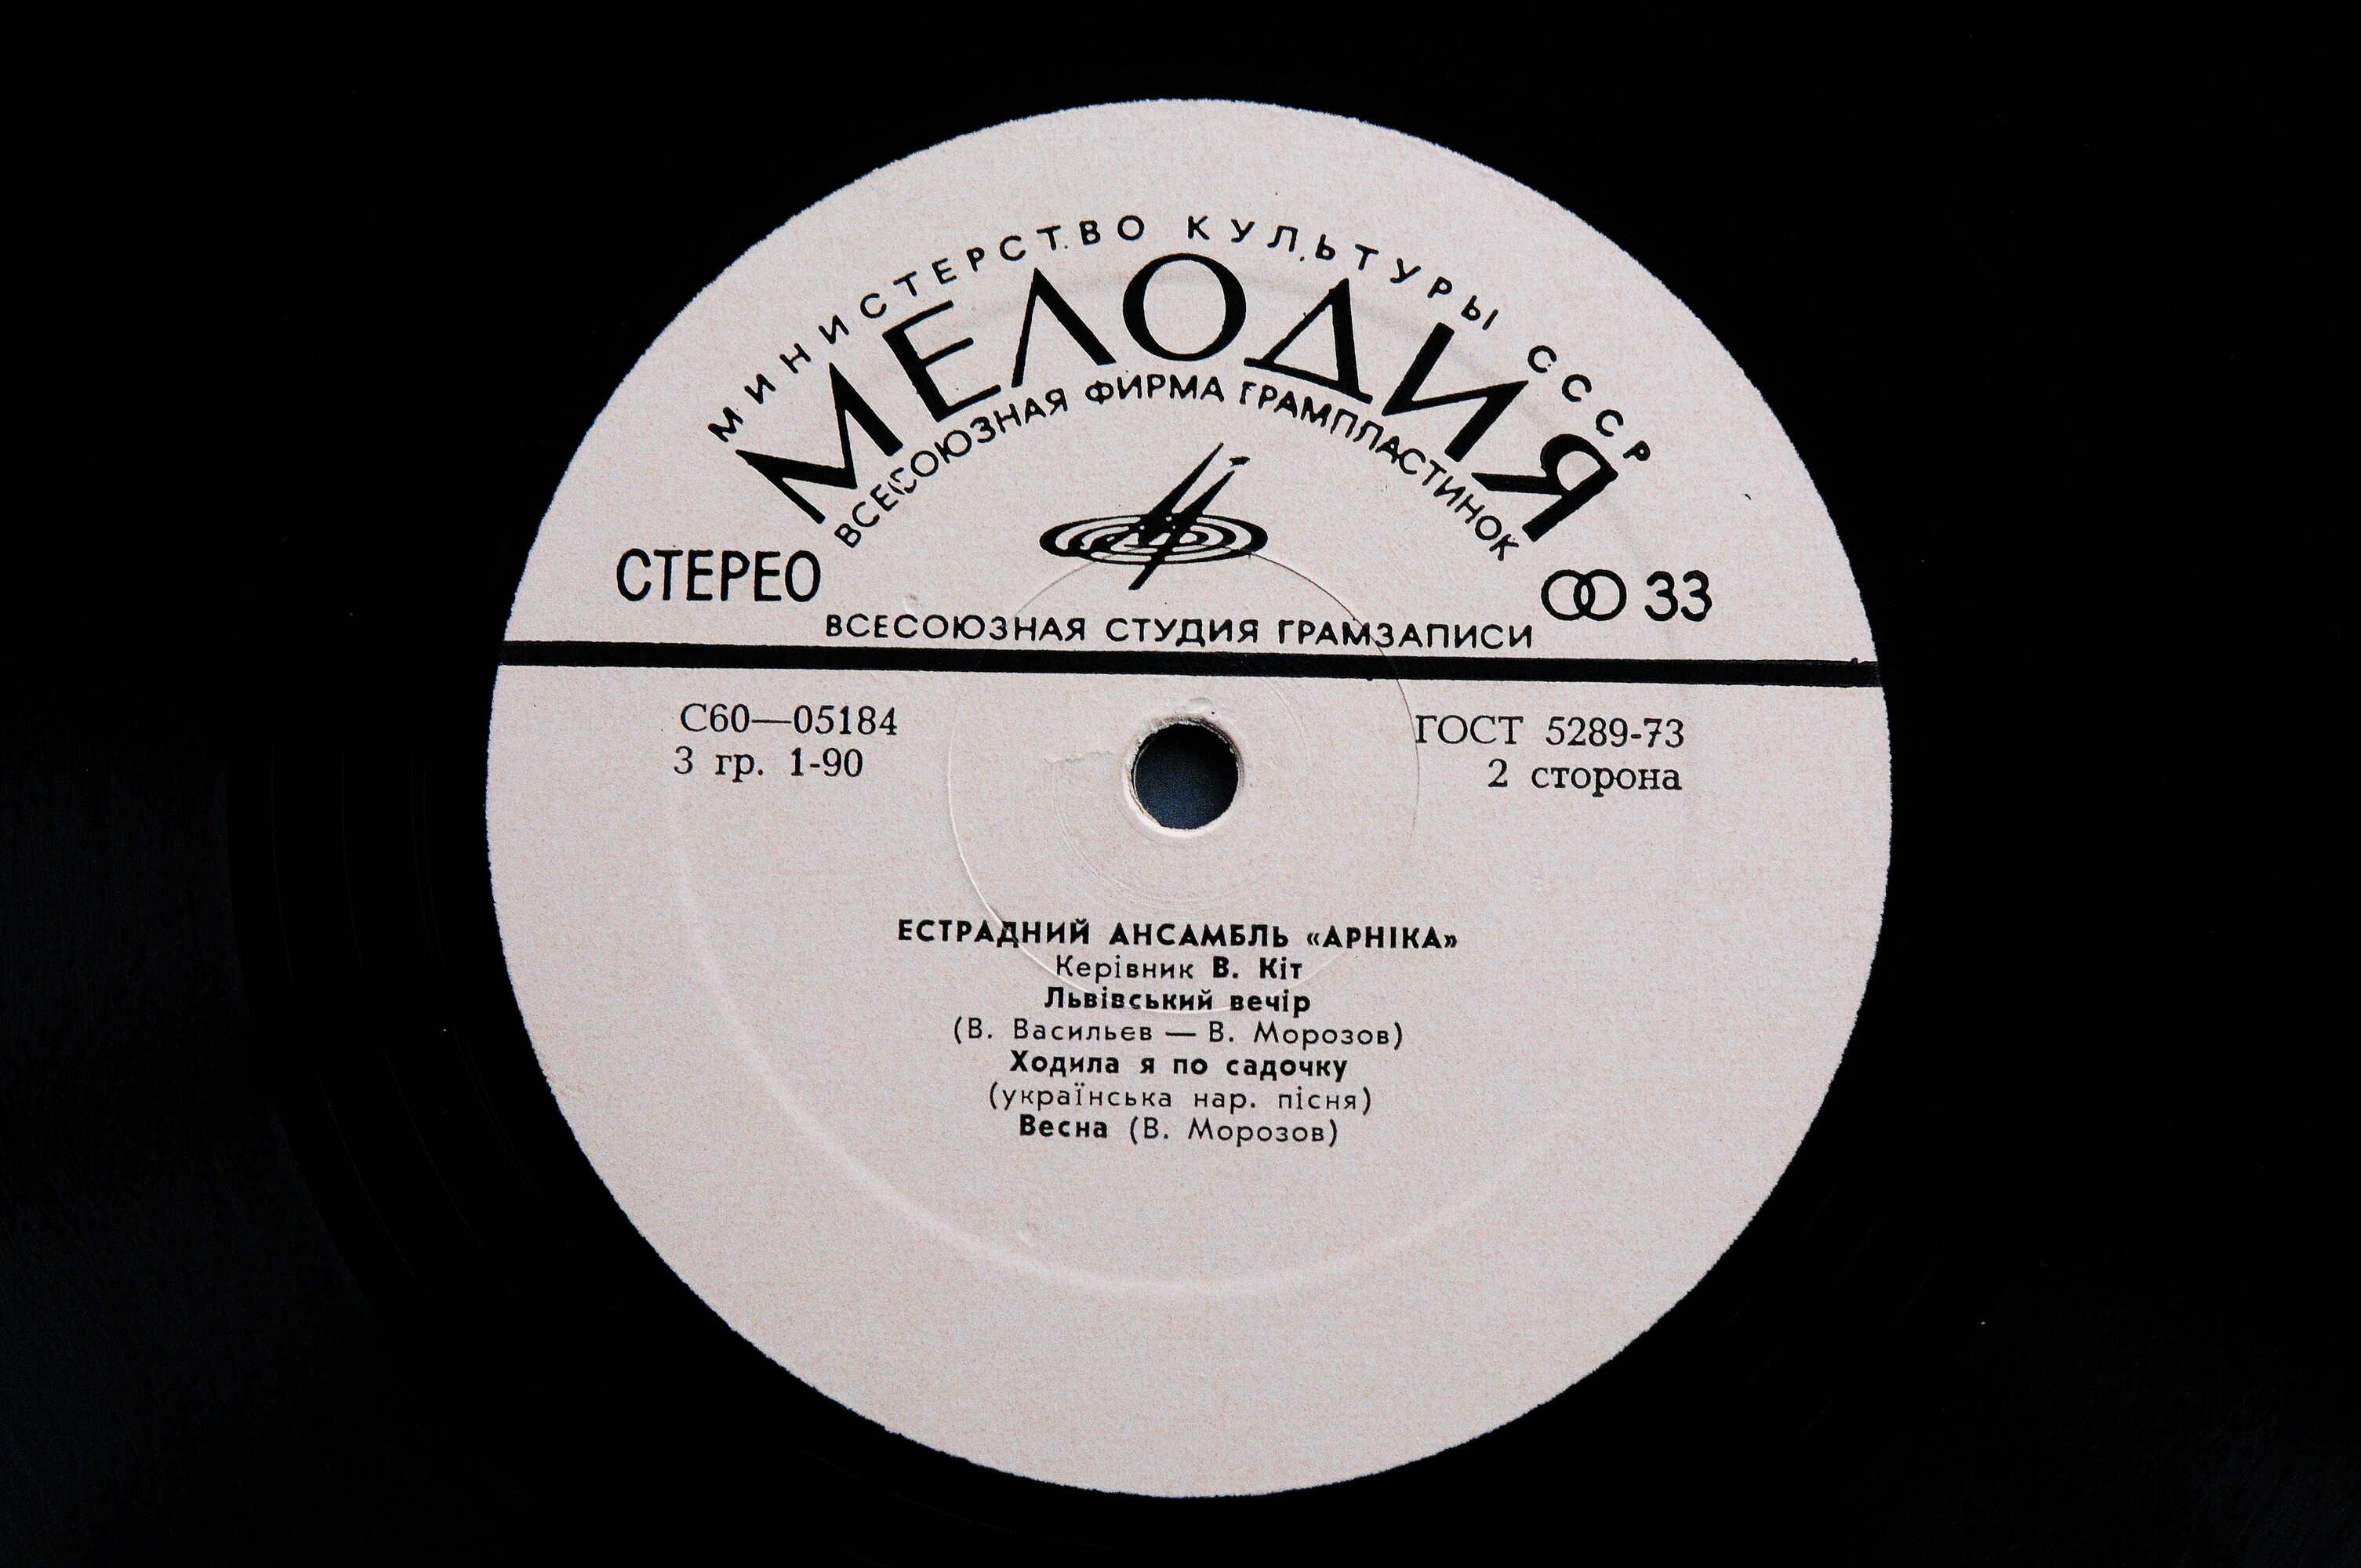 МИНИСТЕРСТВО КУЛЬТУРЫ СССР
МЕЛОДИЯ
ВСЕСОЮЗНАЯ ФИРМА ГРАМПЛАСТИНОК
СТЕРЕО
33
ВСЕСОЮЗНАЯ СТУДИЯ ГРАМЗАПИСИ
С60—05184
ГОСТ 5289-73
3 гр. 1-90
2 сторона
ЕСТРАДНИЙ АНСАМБЛЬ «АРНІКА»
Керівник В. Кіт
Львівський вечір
(В. Васильєв — В. Морозов)
Ходила я по садочку
(українська нар. пісня)
Весна (В. Морозов)